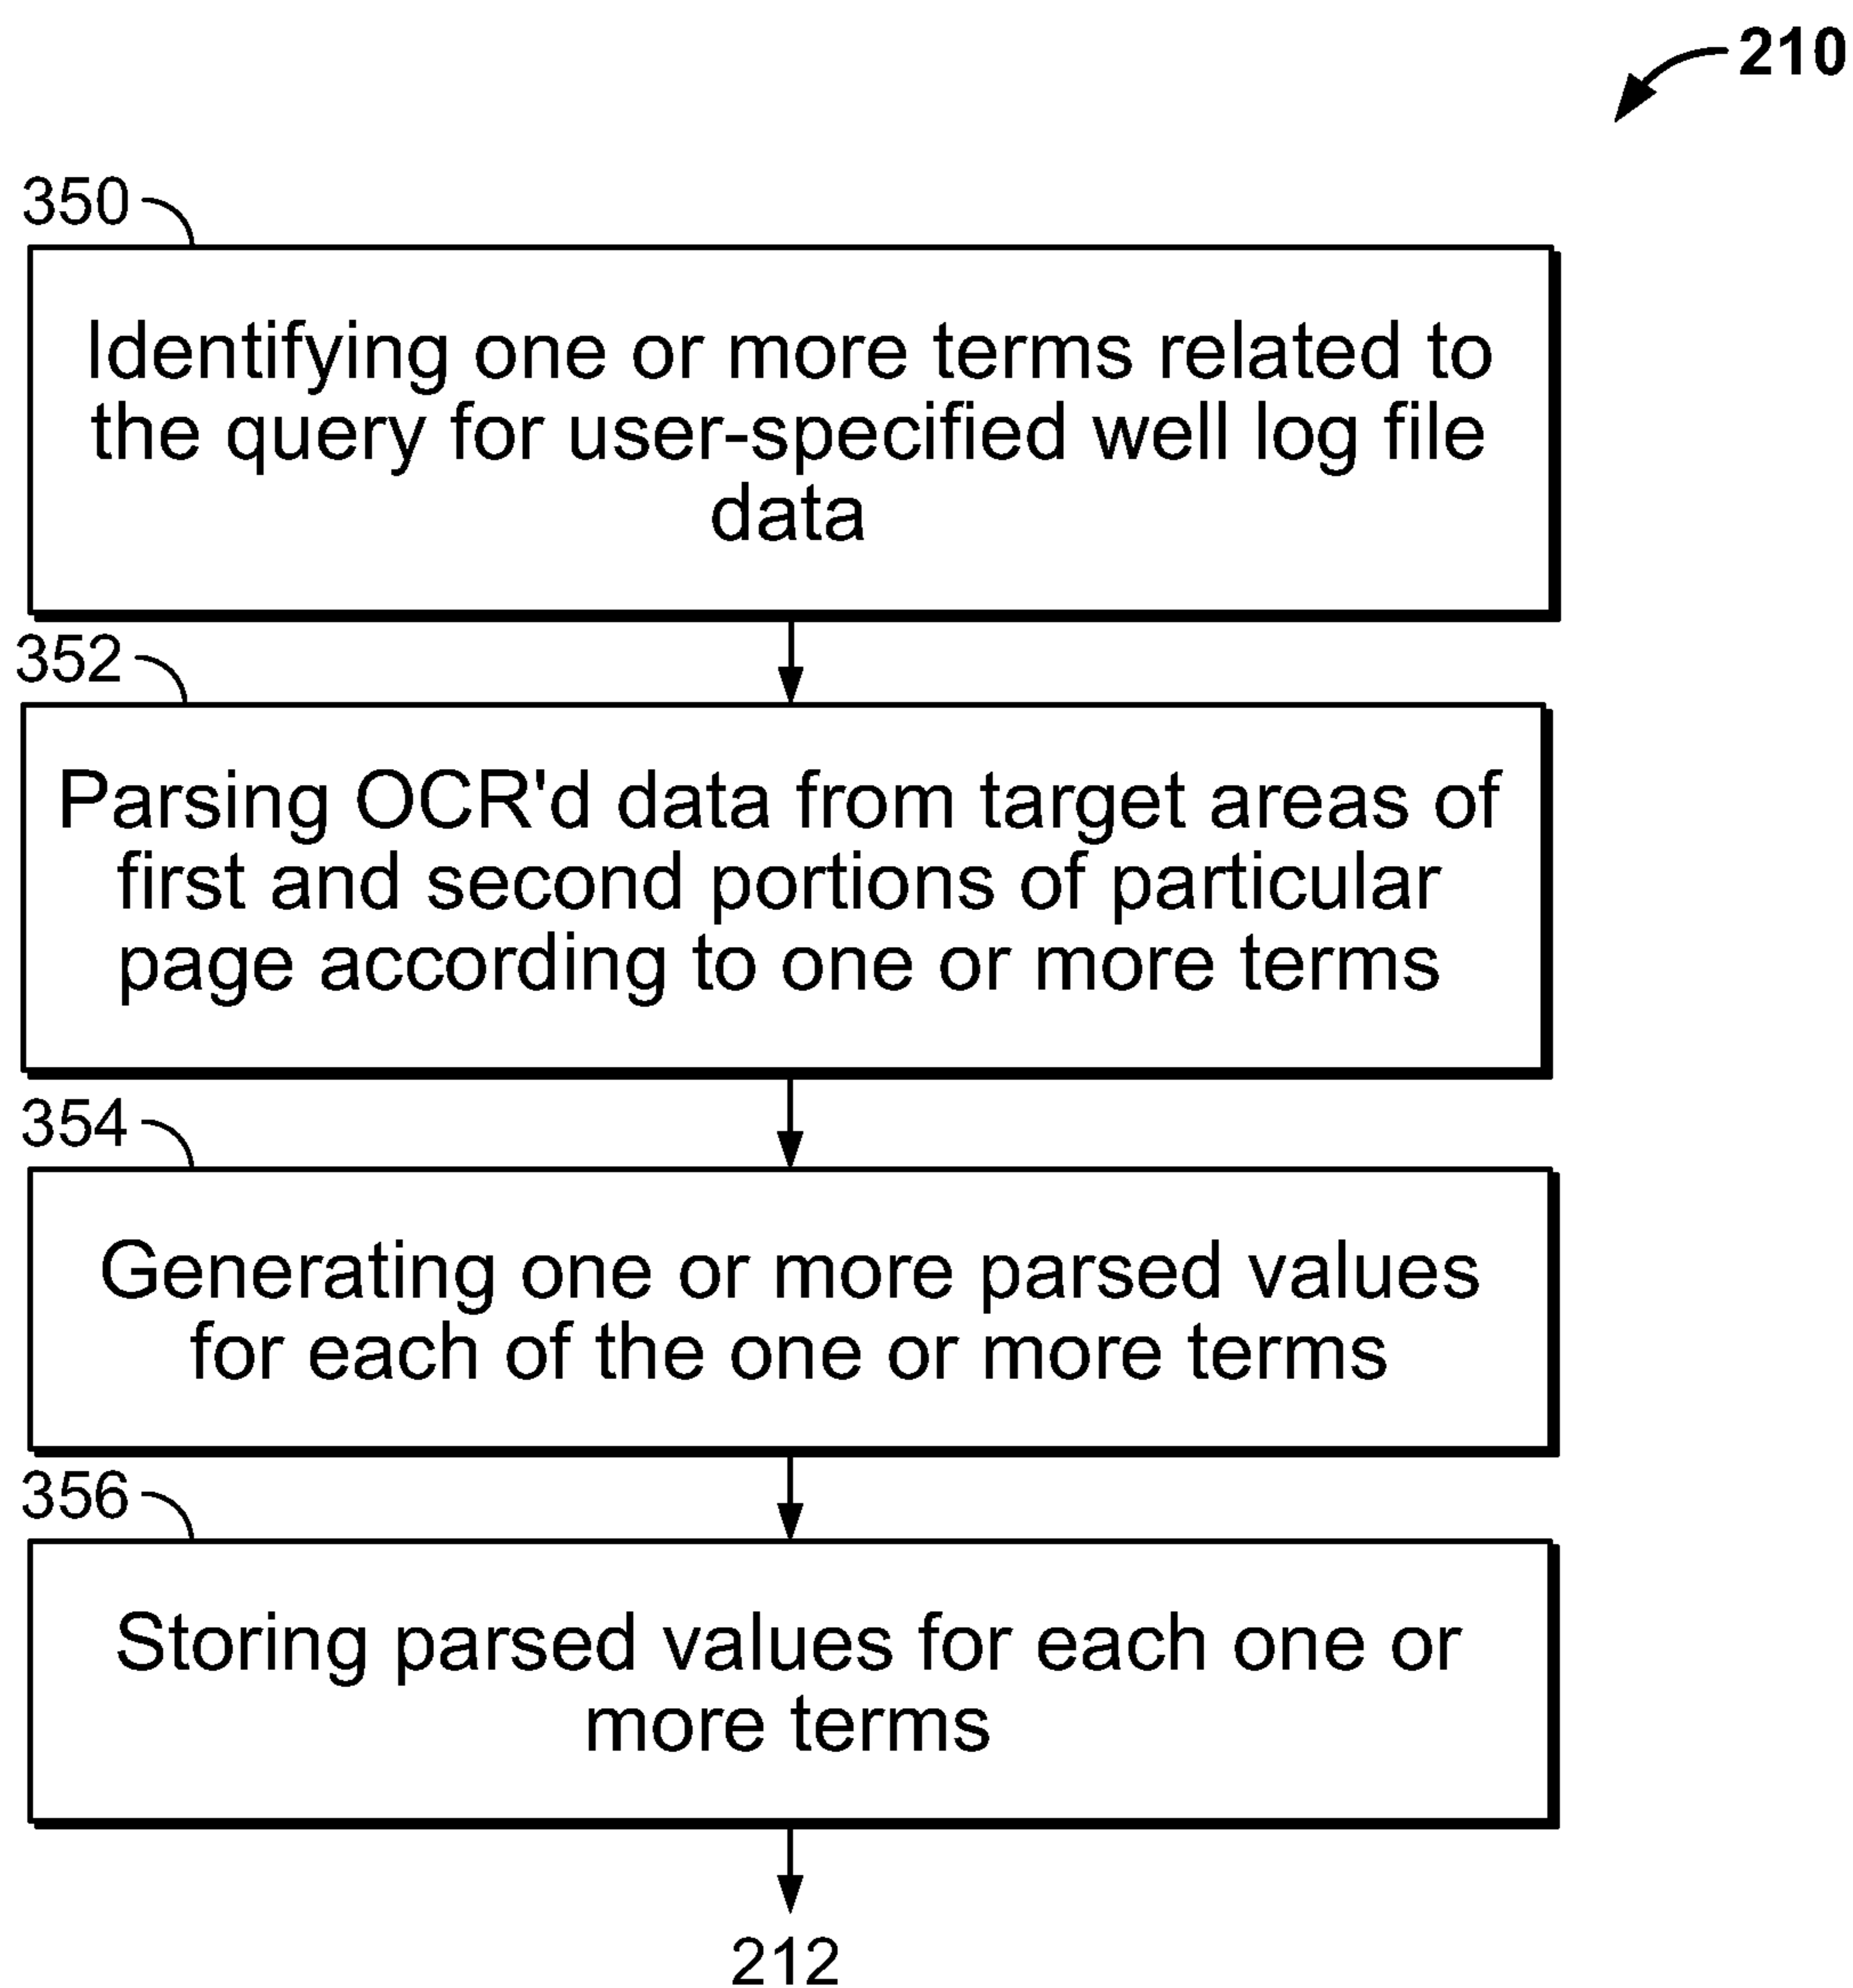 210
350
Identifying one or more terms related to
the query for user-specified well log file
data
352
Parsing OCR'd data from target areas of
first and second portions of particular
page according to one or more terms
354
Generating one or more parsed values
for each of the one or more terms
356
Storing parsed values for each one or
more terms
212